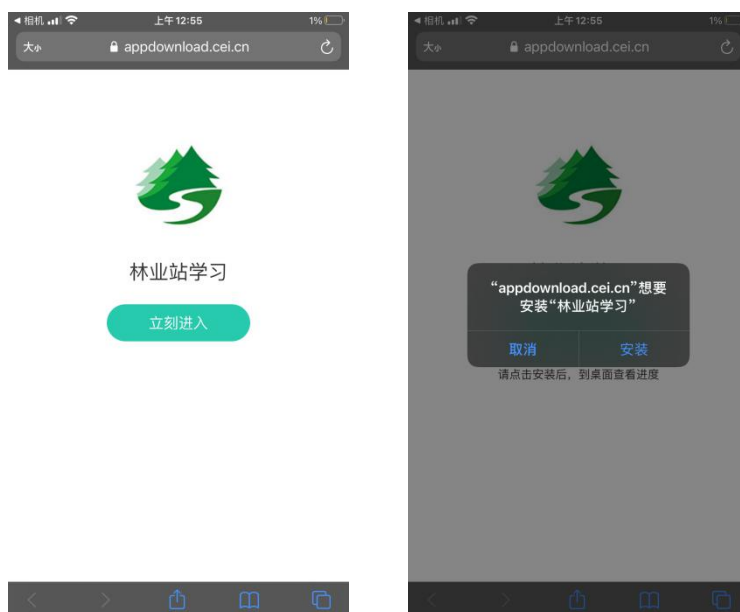 相机
上午12:55
1%
大小
appdownload.cei.cn
林业站学习
立刻进入
相机
上午12:55
1%
大小
appdownload.cei.cn
“appdownload.cei.cn”想要
安装“林业站学习”
取消
安装
请点击安装后，到桌面查看进度